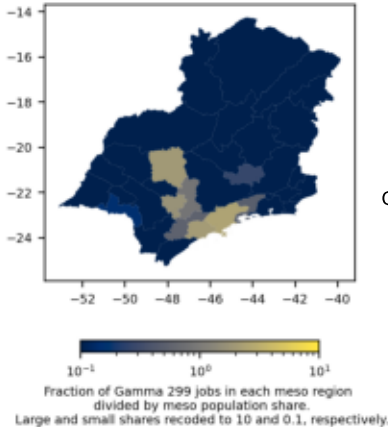 −14
−16
−18
−20
−22
−24
−52 −50 −48 −46 −44 −42 −40
10⁻¹ 10⁰ 10¹
Fraction of Gamma 299 jobs in each meso region
divided by meso population share.
Large and small shares recoded to 10 and 0.1, respectively.